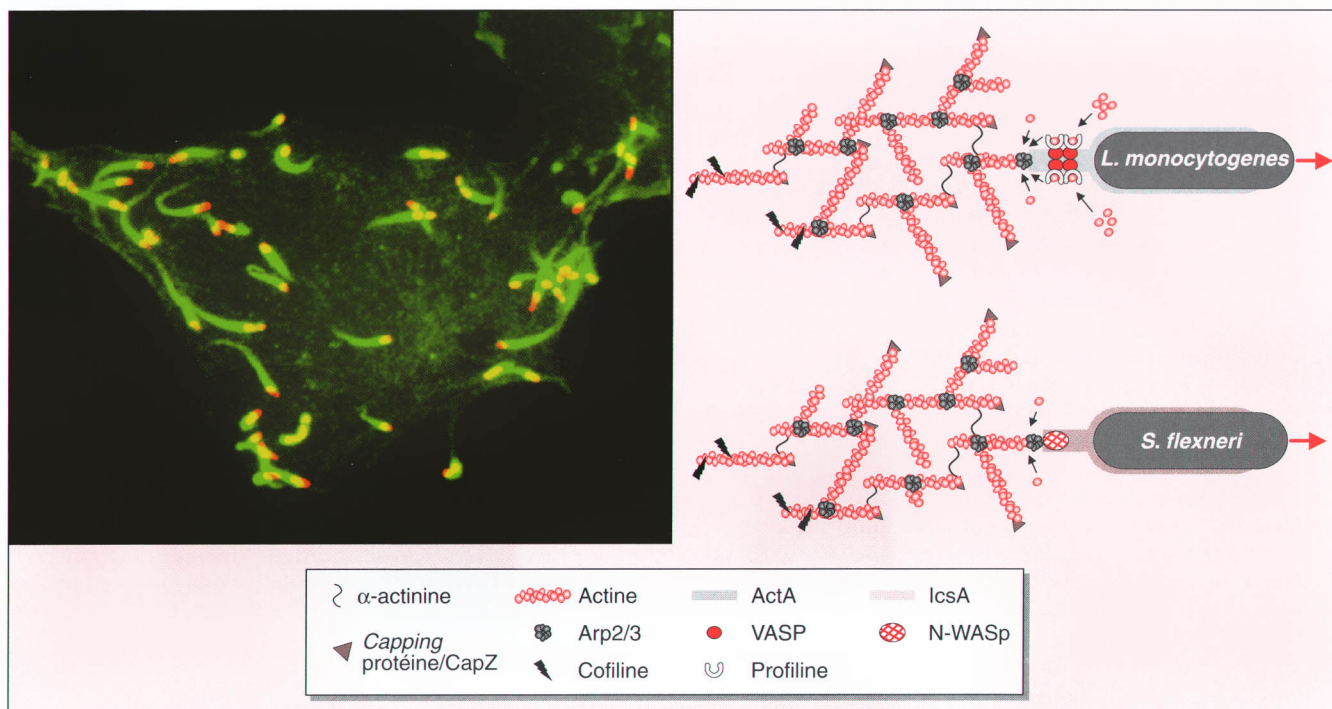 L. monocytogenes
S. flexneri
α-actinine
Actine
ActA
IcsA
Capping
protéine/CapZ
Arp2/3
VASP
N-WASp
Cofiline
Profiline